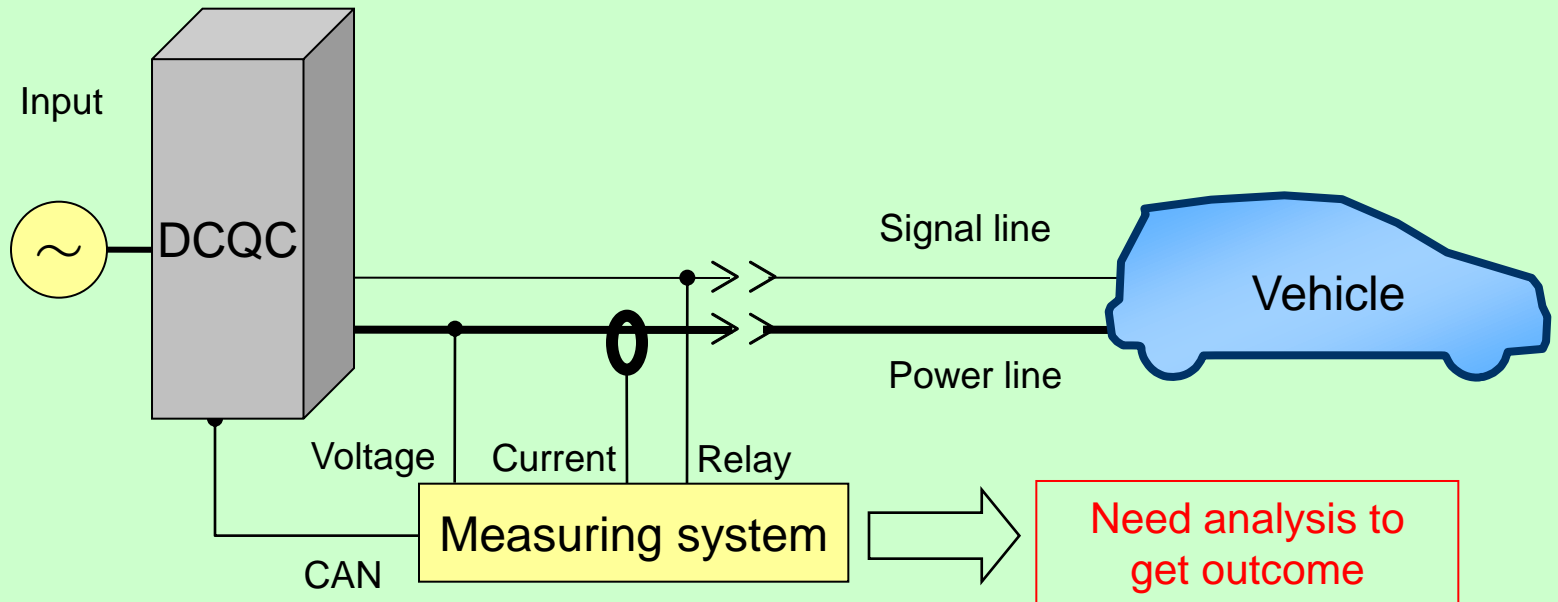 Input
DCQC
Signal line
Vehicle
Power line
Voltage
Current
Relay
Measuring system
CAN
Need analysis to
get outcome